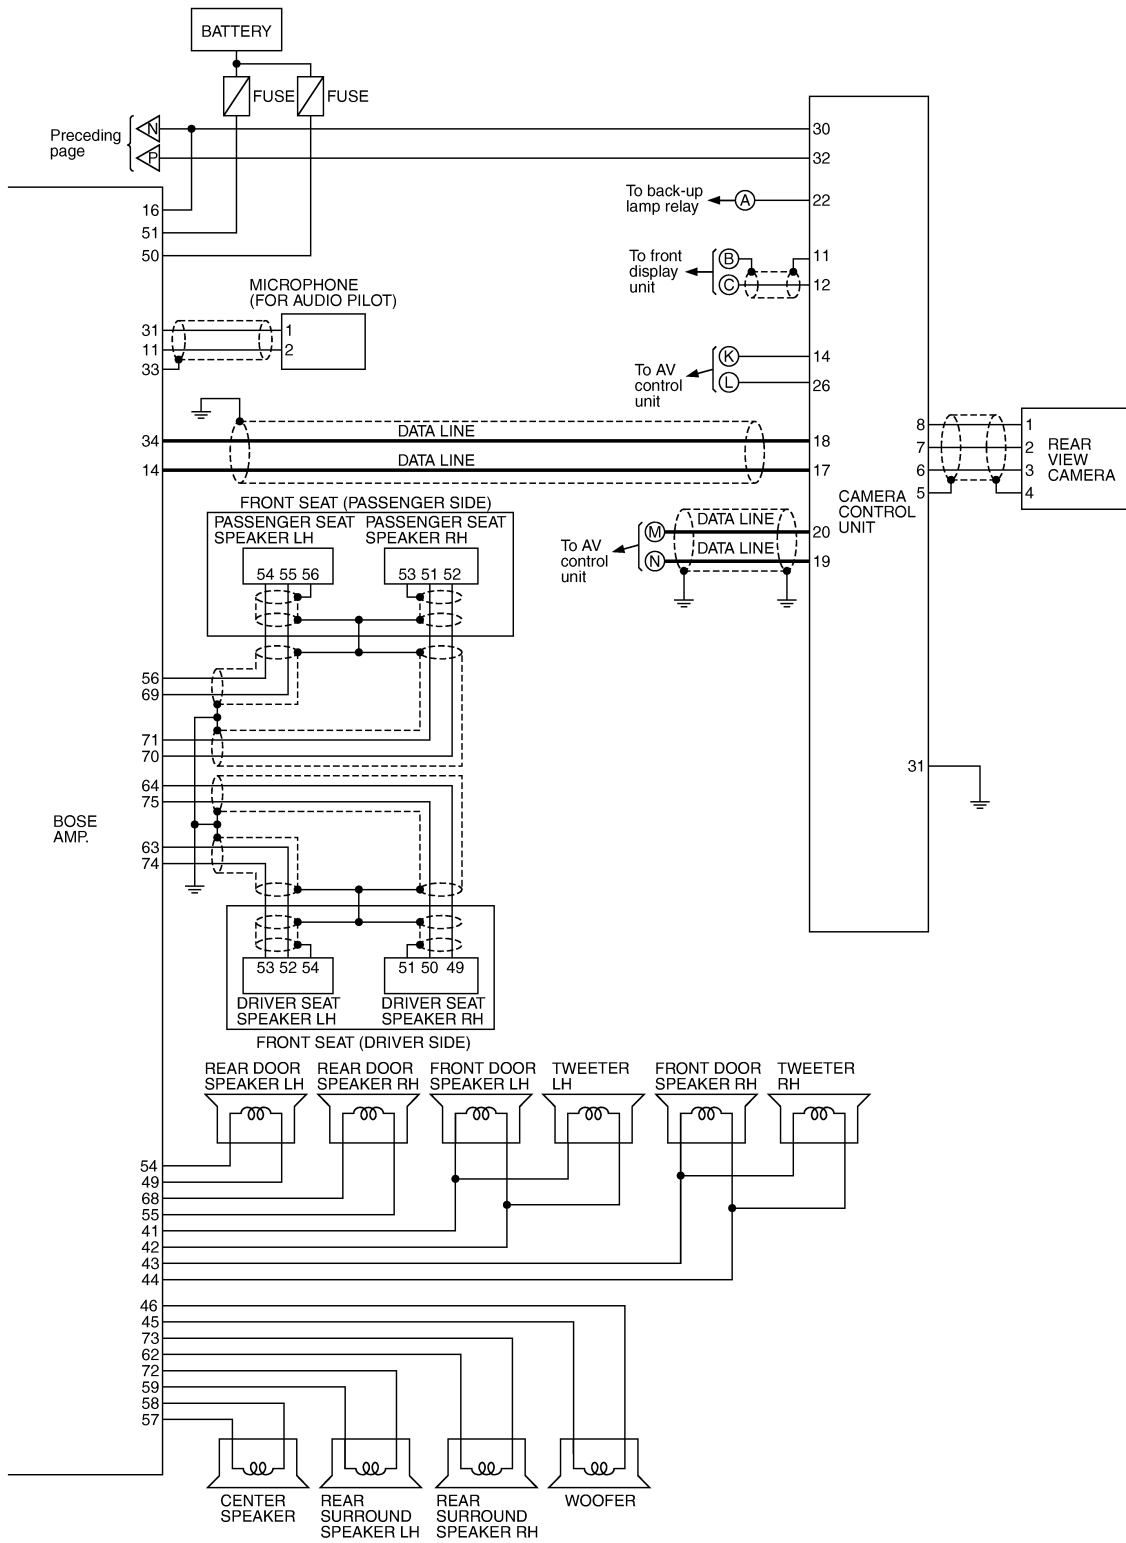 BATTERY
FUSE FUSE
Preceding
page
N
P
30
32
16
51
50
To back-up
lamp relay
A
22
To front
display
unit
B
C
11
12
MICROPHONE
(FOR AUDIO PILOT)
31
11
33
1
2
To AV
control
unit
K
L
14
26
34
14
DATA LINE
DATA LINE
18
17
8
7
6
5
1
2
3
4
REAR
VIEW
CAMERA
CAMERA
CONTROL
UNIT
To AV
control
unit
M
N
DATA LINE
DATA LINE
20
19
31
FRONT SEAT (PASSENGER SIDE)
PASSENGER SEAT
SPEAKER LH
PASSENGER SEAT
SPEAKER RH
54 55 56
53 51 52
56
69
71
70
64
75
BOSE
AMP.
63
74
53 52 54
51 50 49
DRIVER SEAT
SPEAKER LH
DRIVER SEAT
SPEAKER RH
FRONT SEAT (DRIVER SIDE)
REAR DOOR
SPEAKER LH
REAR DOOR
SPEAKER RH
FRONT DOOR
SPEAKER LH
TWEETER
LH
FRONT DOOR
SPEAKER RH
TWEETER
RH
54
49
68
55
41
42
43
44
46
45
73
62
72
59
58
57
CENTER
SPEAKER
REAR
SURROUND
SPEAKER LH
REAR
SURROUND
SPEAKER RH
WOOFER